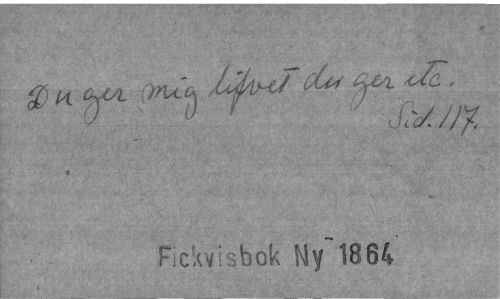 Du ger mig lifvet du ger etc.
Sid. 117.
Fickvisbok Ny 1864